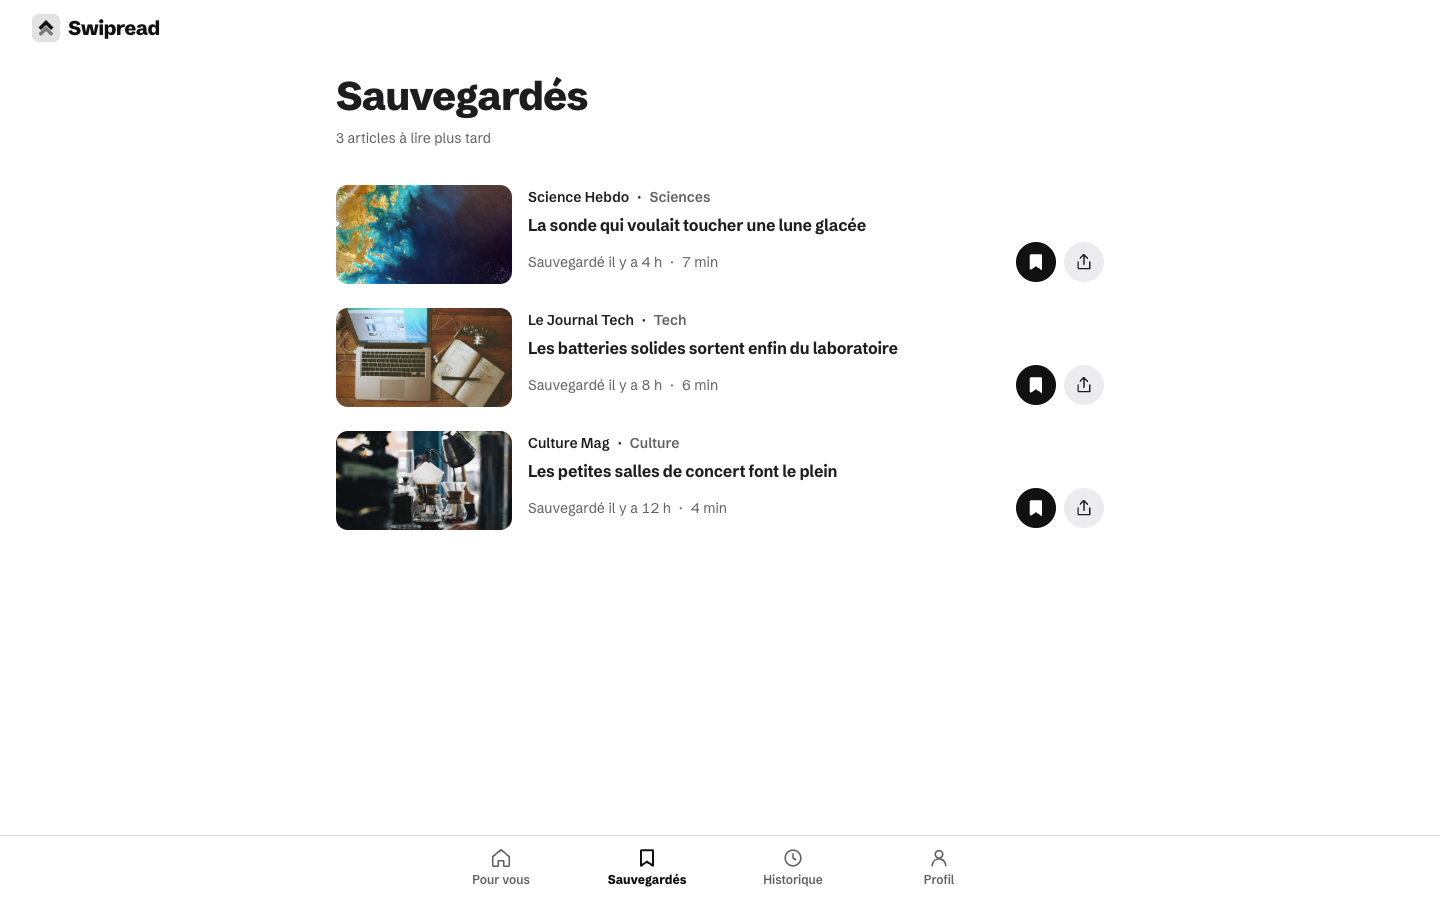 Swipread
Sauvegardés
3 articles à lire plus tard
Science Hebdo · Sciences
La sonde qui voulait toucher une lune glacée
Sauvegardé il y a 4 h · 7 min
Le Journal Tech · Tech
Les batteries solides sortent enfin du laboratoire
Sauvegardé il y a 8 h · 6 min
Culture Mag · Culture
Les petites salles de concert font le plein
Sauvegardé il y a 12 h · 4 min
Pour vous
Sauvegardés
Historique
Profil